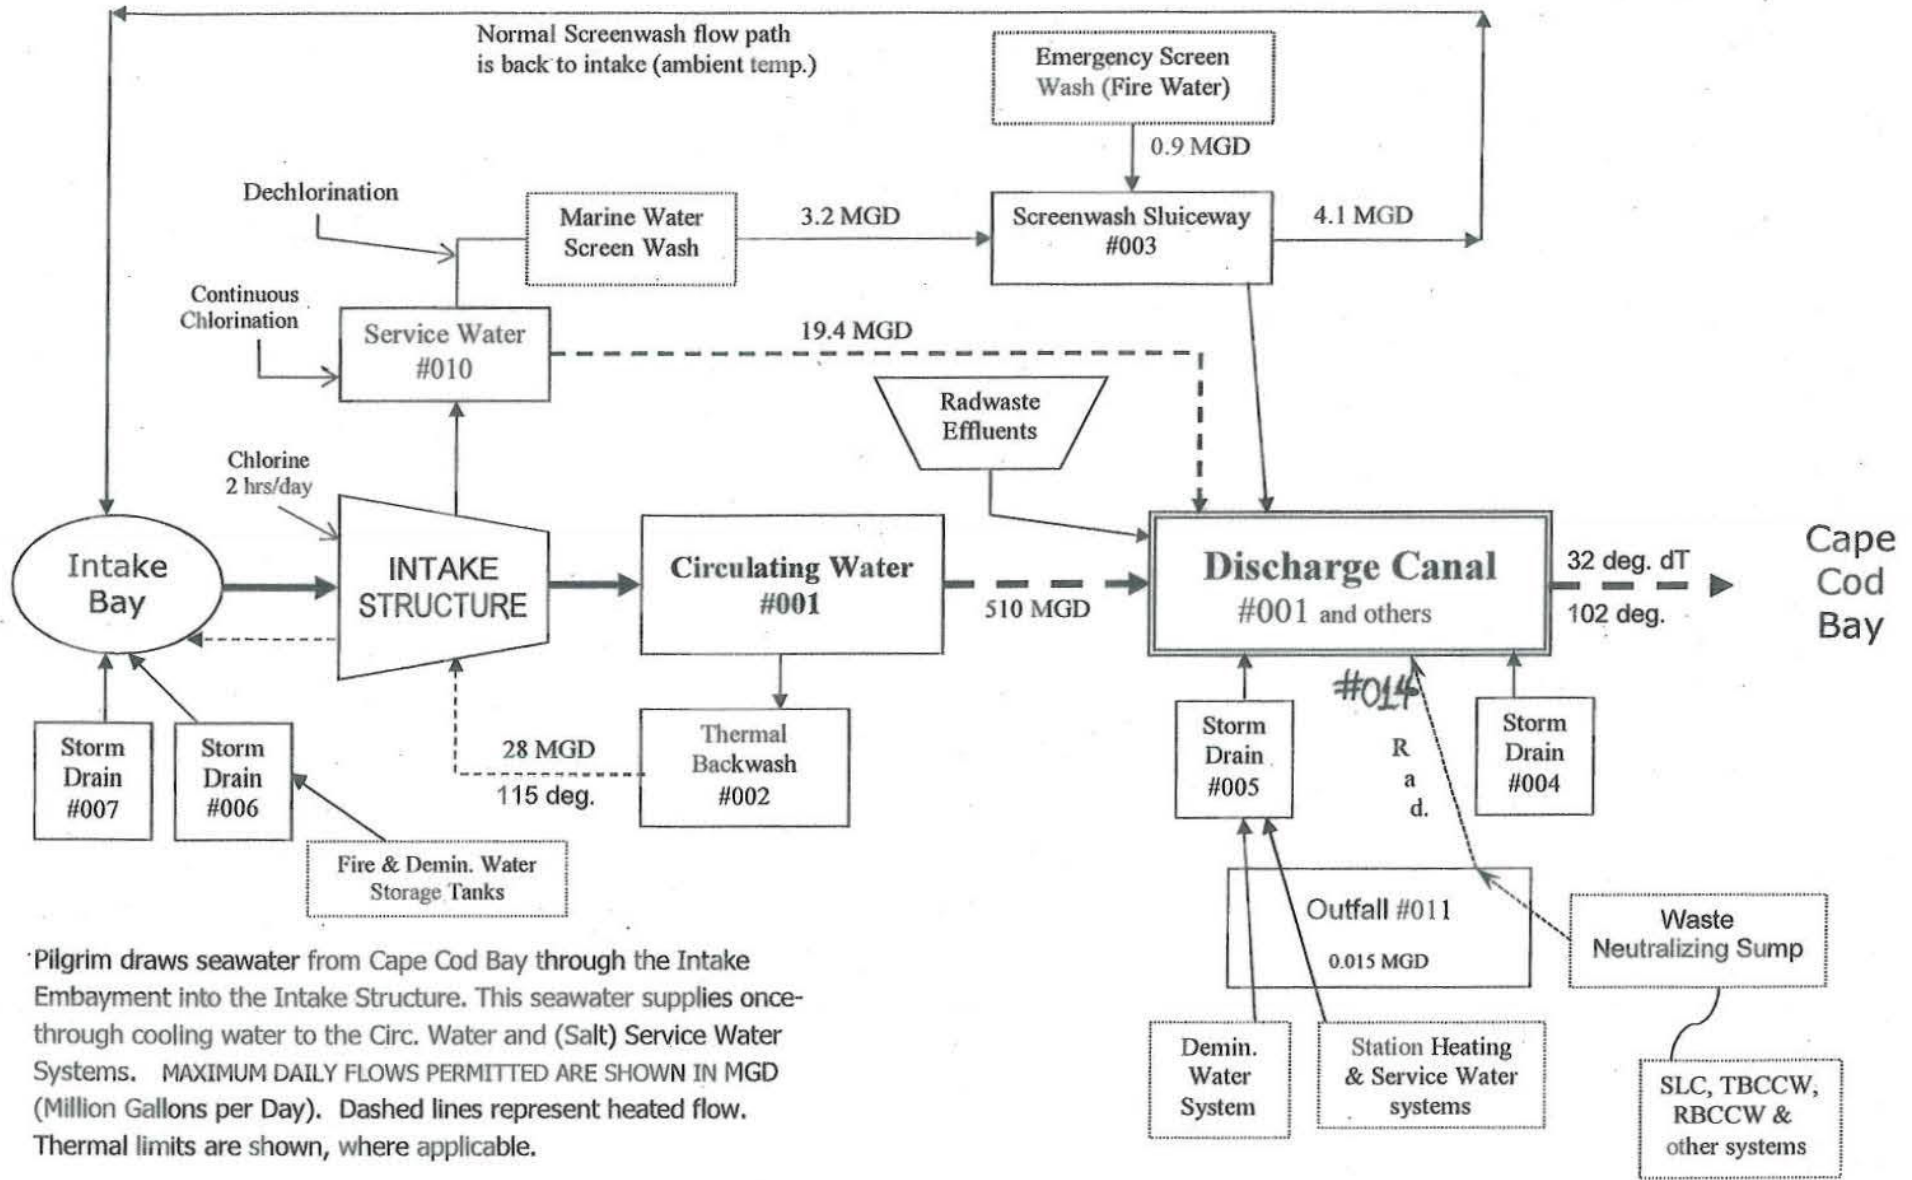 Normal Screenwash flow path
is back to intake (ambient temp.)
Emergency Screen
Wash (Fire Water)
0.9 MGD
Dechlorination
Marine Water
Screen Wash
3.2 MGD
Screenwash Sluiceway
#003
4.1 MGD
Continuous
Chlorination
Service Water
#010
19.4 MGD
Radwaste
Effluents
Chlorine
2 hrs/day
Intake
Bay
INTAKE
STRUCTURE
Circulating Water
#001
510 MGD
Discharge Canal
#001 and others
32 deg. dT
102 deg.
Cape
Cod
Bay
#014
Storm
Drain
#007
Storm
Drain
#006
28 MGD
115 deg.
Thermal
Backwash
#002
Storm
Drain
#005
R
a
d.
Storm
Drain
#004
Fire & Demin. Water
Storage Tanks
Outfall #011
0.015 MGD
Waste
Neutralizing Sump
Demin.
Water
System
Station Heating
& Service Water
systems
SLC, TBCCW,
RBCCW &
other systems
Pilgrim draws seawater from Cape Cod Bay through the Intake
Embayment into the Intake Structure. This seawater supplies once-
through cooling water to the Circ. Water and (Salt) Service Water
Systems. MAXIMUM DAILY FLOWS PERMITTED ARE SHOWN IN MGD
(Million Gallons per Day). Dashed lines represent heated flow.
Thermal limits are shown, where applicable.